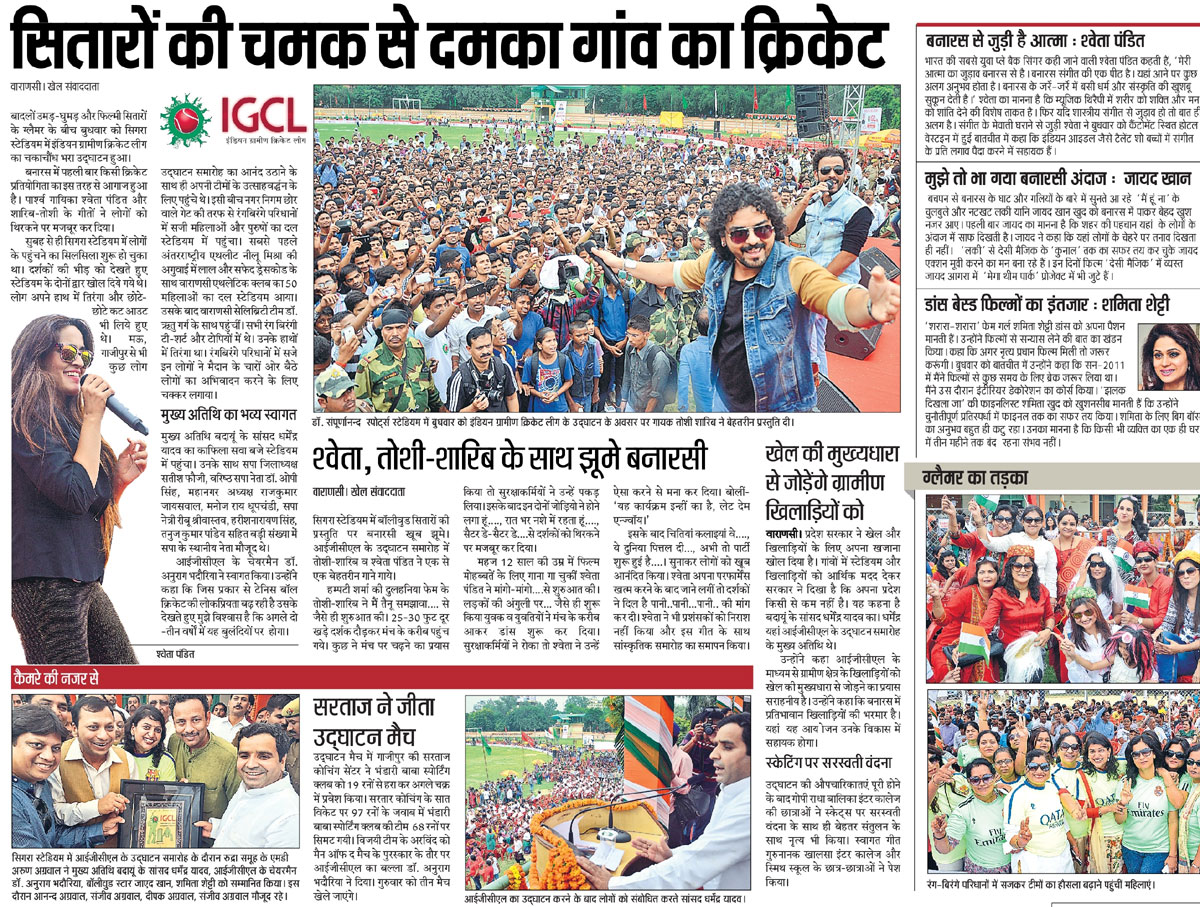 सितारों की चमक से दमका गांव का क्रिकेट
वाराणसी। खेल संवाददाता
बादलों उमड़-घुमड़ और फिल्मी सितारों
के ग्लैमर के बीच बुधवार को सिगरा
स्टेडियम में इंडियन ग्रामीण क्रिकेट लीग
का चकाचौंध भरा उद्घाटन हुआ।
बनारस में पहली बार किसी क्रिकेट
प्रतियोगिता का इस तरह से आगाज हुआ
है। पार्श्व गायिका श्वेता पंडित और
शारिब-तोशी के गीतों ने लोगों को
थिरकने पर मजबूर कर दिया।
सुबह से ही सिगरा स्टेडियम में लोगों
के पहुंचने का सिलसिला शुरू हो चुका
था। दर्शकों की भीड़ को देखते हुए
स्टेडियम के दोनों द्वार खोल दिये गये थे।
लोग अपने हाथ में तिरंगा और छोटे-
छोटे कट आउट
भी लिये हुए
थे। मऊ,
गाजीपुर से भी
कुछ लोग
IGCL
इंडियन ग्रामीण क्रिकेट लीग
उद्घाटन समारोह का आनंद उठाने के
साथ ही अपनी टीमों के उत्साहवर्द्धन के
लिए पहुंचे थे। इसी बीच नगर निगम छोर
वाले गेट की तरफ से रंगबिरंगे परिधानों
में सजी महिलाओं और पुरुषों का दल
स्टेडियम में पहुंचा। सबसे पहले
अंतरराष्ट्रीय एथलीट नीलू मिश्रा की
अगुवाई में लाल और सफेद ड्रेसकोड के
साथ वाराणसी एथलेटिक क्लब का 50
महिलाओं का दल स्टेडियम आया।
उसके बाद वाराणसी सेलिब्रिटी टीम डॉ.
ऋतु गर्ग के साथ पहुंचीं। सभी रंग बिरंगी
टी-शर्ट और टोपियों में थे। उनके हाथों
में तिरंगा था। रंगबिरंगे परिधानों में सजे
इन लोगों ने मैदान के चारों ओर बैठे
लोगों का अभिवादन करने के लिए
चक्कर लगाया।
मुख्य अतिथि का भव्य स्वागत
मुख्य अतिथि बदायूं के सांसद धर्मेंद्र
यादव का काफिला सवा बजे स्टेडियम
में पहुंचा। उनके साथ सपा जिलाध्यक्ष
सतीश फौजी, वरिष्ठ सपा नेता डॉ. ओपी
सिंह, महानगर अध्यक्ष राजकुमार
जायसवाल, मनोज राय धूपचंडी, सपा
नेत्री रीबू श्रीवास्तव, हरीशनारायण सिंह,
तनुज कुमार पांडेय सहित बड़ी संख्या में
सपा के स्थानीय नेता मौजूद थे।
आईजीसीएल के चेयरमैन डॉ.
अनुराग भदौरिया ने स्वागत किया। उन्होंने
कहा कि जिस प्रकार से टेनिस बॉल
क्रिकेट की लोकप्रियता बढ़ रही है उसके
देखते हुए मुझे विश्वास है कि अगले दो
-तीन वर्षों में यह बुलंदियों पर होगा।
श्वेता पंडित
डॉ. संपूर्णानन्द रपोर्ट्स स्टेडियम में बुधवार को इंडियन ग्रामीण क्रिकेट लीग के उद्घाटन के अवसर पर गायक तोशी शारिब ने बेहतरीन प्रस्तुति दी।
श्वेता, तोशी-शारिब के साथ झूमे बनारसी
वाराणसी। खेल संवाददाता
सिगरा स्टेडियम में बॉलीवुड सितारों की
प्रस्तुति पर बनारसी खूब झूमे।
आईजीसीएल के उद्घाटन समारोह में
तोशी-शारिब व श्वेता पंडित ने एक से
एक बेहतरीन गाने गाये।
हम्पटी शर्मा की दुलहनिया फेम के
तोशी-शारिब ने मैं तैनू समझावा.... से
जैसे ही शुरुआत की। 25-30 फुट दूर
खड़े दर्शक दौड़कर मंच के करीब पहुंच
गये। कुछ ने मंच पर चढ़ने का प्रयास
किया तो सुरक्षाकर्मियों ने उन्हें पकड़
लिया। इसके बाद इन दोनों जोड़ियो ने होने
लगा हूं...., रात भर नशे में रहता हूं....,
सैटर डे-सैटर डे....से दर्शकों को थिरकने
पर मजबूर कर दिया।
महज 12 साल की उम्र में फिल्म
मोहब्बतें के लिए गाना गा चुकीं श्वेता
पंडित ने मांगो-मांगो....से शुरुआत की।
लड़कों की अंगुली पर... जैसे ही शुरू
किया युवक व युवतियों ने मंच के करीब
आकर डांस शुरू कर दिया।
सुरक्षाकर्मियों ने रोका तो श्वेता ने उन्हें
ऐसा करने से मना कर दिया। बोलीं-
'यह कार्यक्रम इन्हीं का है, लेट देम
एन्ज्वॉय।'
इसके बाद चितियां कलाइयां वे....,
ये दुनिया पित्तल दी..., अभी तो पार्टी
शुरू हुई है....। सुनाकर लोगों को खूब
आनंदित किया। श्वेता अपना परफार्मेंस
खत्म करने के बाद जाने लगीं तो दर्शकों
ने दिल है पानी..पानी...पानी.. की मांग
कर दी। श्वेता ने भी प्रशंसकों को निराश
नहीं किया और इस गीत के साथ
सांस्कृतिक समारोह का समापन किया।
खेल की मुख्यधारा
से जोड़ेंगे ग्रामीण
खिलाड़ियों को
वाराणसी। प्रदेश सरकार ने खेल और
खिलाड़ियों के लिए अपना खजाना
खोल दिया है। गांवों में स्टेडियम और
खिलाड़ियों को आर्थिक मदद देकर
सरकार ने दिखा है कि अपना प्रदेश
किसी से कम नहीं है। यह कहना है
बदायूं के सांसद धर्मेंद्र यादव का। धर्मेंद्र
यहां आईजीसीएल के उद्घाटन समारोह
के मुख्य अतिथि थे।
उन्होंने कहा आईजीसीएल के
माध्यम से ग्रामीण क्षेत्र के खिलाड़ियों को
खेल की मुख्यधारा से जोड़ने का प्रयास
सराहनीय है। उन्होंने कहा कि बनारस में
प्रतिभावान खिलाड़ियों की भरमार है।
यहां यह आयोजन उनके विकास में
सहायक होगा।
स्केटिंग पर सरस्वती वंदना
उद्घाटन की औपचारिकताएं पूरी होने
के बाद गोपी राधा बालिका इंटर कालेज
की छात्राओं ने स्केट्स पर सरस्वती
वंदना के साथ ही बेहतर संतुलन के
साथ नृत्य भी किया। स्वागत गीत
गुरुनानक खालसा इंटर कालेज और
स्मिथ स्कूल के छात्र-छात्राओं ने पेश
किया।
बनारस से जुड़ी है आत्मा : श्वेता पंडित
भारत की सबसे युवा प्ले बैक सिंगर कही जाने वाली श्वेता पंडित कहती है, 'मेरी
आत्मा का जुड़ाव बनारस से है। बनारस संगीत की एक पीठ है। यहां आने पर कुछ
अलग अनुभव होता है। बनारस के जर्रे-जर्रे में बसी धर्म और संस्कृति की खुशबू
सुकून देती है।' श्वेता का मानना है कि म्यूजिक थिरैपी में शरीर को शक्ति और मन
को शांति देने की विशेष ताकत है। फिर यदि शास्त्रीय संगीत से जुड़ाव हो तो बात ही
अलग है। संगीत के मेवाती घराने से जुड़ी श्वेता ने बुधवार को कैंटोमेंट स्थित होटल
वेस्टइन में हुई बातचीत में कहा कि इंडियन आइडल जैसे टैलेंट शो बच्चों में संगीत
के प्रति लगाव पैदा करने में सहायक हैं ।
मुझे तो भा गया बनारसी अंदाज : जायद खान
बचपन से बनारस के घाट और गलियों के बारे में सुनते आ रहे 'मैं हूं ना' के
चुलबुते और नटखट लकी यानि जायद खान खुद को बनारस में पाकर बेहद खुश
नजर आए। पहली बार जायद का मानना है कि शहर की पहचान यहां के लोगों के
अंदाज में साफ दिखती है। जायद ने कहा कि यहां लोगों के चेहरे पर तनाव दिखता
ही नहीं। 'लकी' से देसी मैजिक के 'कुमाल' तक का सफर तय कर चुके जायद
एक्शन मूवी करने का मन बना रहे हैं। इन दिनों फिल्म 'देसी मैजिक' में व्यस्त
जायद आगरा में 'मेगा थीम पार्क' प्रोजेक्ट में भी जुटे हैं।
डांस बेस्ड फिल्मों का इंतजार : शमिता शेट्टी
'शरारा-शरारा' फेम गर्ल शमिता शेट्टी डांस को अपना पैशन
मानती हैं। उन्होंने फिल्मों से सन्यास लेने की बात का खंडन
किया। कहा कि अगर नृत्य प्रधान फिल्म मिली तो जरूर
करूंगी। बुधवार को बातचीत में उन्होंने कहा कि सन-2011
में मैंने फिल्मों से कुछ समय के लिए ब्रेक जरूर लिया था।
मैंने उस दौरान इंटीरियर डेकोरेशन का कोर्स किया। 'झलक
दिखला जा' की फाइनलिस्ट शमिता खुद को खुशनसीब मानती हैं कि उन्होंने
चुनौतीपूर्ण प्रतिस्पर्धा में फाइनल तक का सफर तय किया। शमिता के लिए बिग बॉस
का अनुभव बहुत ही कटु रहा। उनका मानना है कि किसी भी व्यक्ति का एक ही घर
में तीन महीने तक बंद रहना संभव नहीं।
ग्लैमर का तड़का
QATAR
Fly
Emirates
रंग-बिरंगे परिधानों में सजकर टीमों का हौसला बढ़ाने पहुंची महिलाएं।
कैमरे की नजर से
IGCL
सिगरा स्टेडियम मे आईजीसीएल के उद्घाटन समारोह के दौरान रुद्रा समूह के एमडी
अरुण अग्रवाल ने मुख्य अतिथि बदायूं के सांसद धर्मेंद्र यादव, आईजीसीएल के चेयरमैन
डॉ. अनुराग भदौरिया, बॉलीवुड स्टार जाएद खान, शमिता शेट्टी को सम्मानित किया। इस
दौरान आनन्द अग्रवाल, संजीव अग्रवाल, दीपक अग्रवाल, संजीव अग्रवाल मौजूद रहे।
सरताज ने जीता
उद्घाटन मैच
उद्घाटन मैच में गाजीपुर की सरताज
कोचिंग सेंटर ने भंडारी बाबा स्पोर्टिंग
क्लब को 19 रनों से हरा कर अगले चक्र
में प्रवेश किया। सरतार कोचिंग के सात
विकेट पर 97 रनों के जवाब में भंडारी
बाबा स्पोर्टिंग क्लब की टीम 68 रनों पर
सिमट गयी। विजयी टीम के अरविंद को
मैन ऑफ द मैच के पुरस्कार के तौर पर
आईजीसीएल का बल्ला डॉ. अनुराग
भदौरिया ने दिया। गुरुवार को तीन मैच
खेले जाएंगे।
आईजीसीएल का उद्घाटन करने के बाद लोगों को संबोधित करते सांसद धर्मेंद्र यादव।